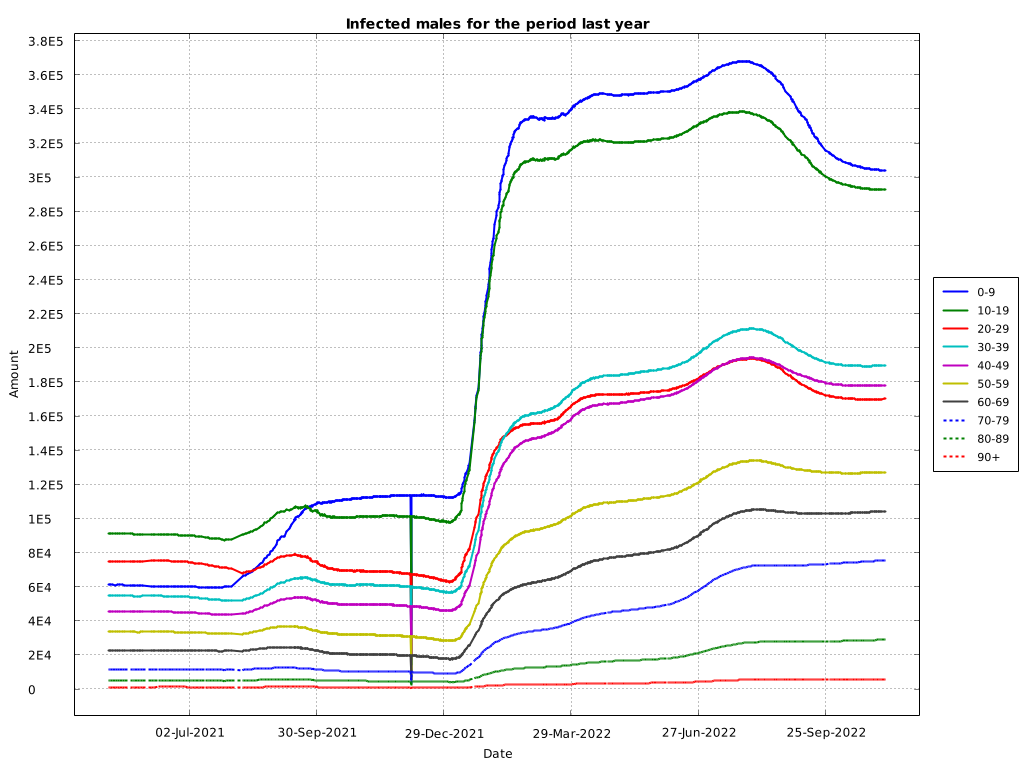 Infected males for the period last year
3.8E5
3.6E5
3.4E5
3.2E5
3E5
2.8E5
2.6E5
2.4E5
2.2E5
2E5
1.8E5
1.6E5
1.4E5
1.2E5
1E5
8E4
6E4
4E4
2E4
0
Amount
02-Jul-2021
30-Sep-2021
29-Dec-2021
29-Mar-2022
27-Jun-2022
25-Sep-2022
Date
0-9
10-19
20-29
30-39
40-49
50-59
60-69
70-79
80-89
90+